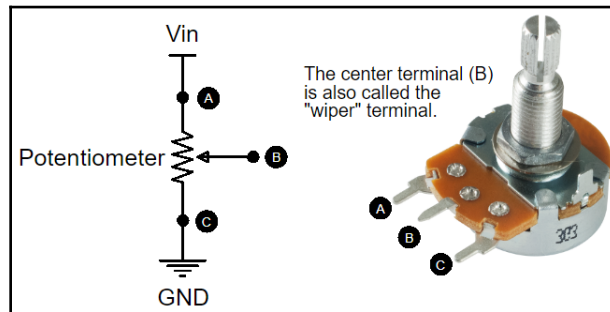 Vin
A
The center terminal (B)
is also called the
"wiper" terminal.
Potentiometer
B
C
GND
A
B
C
303